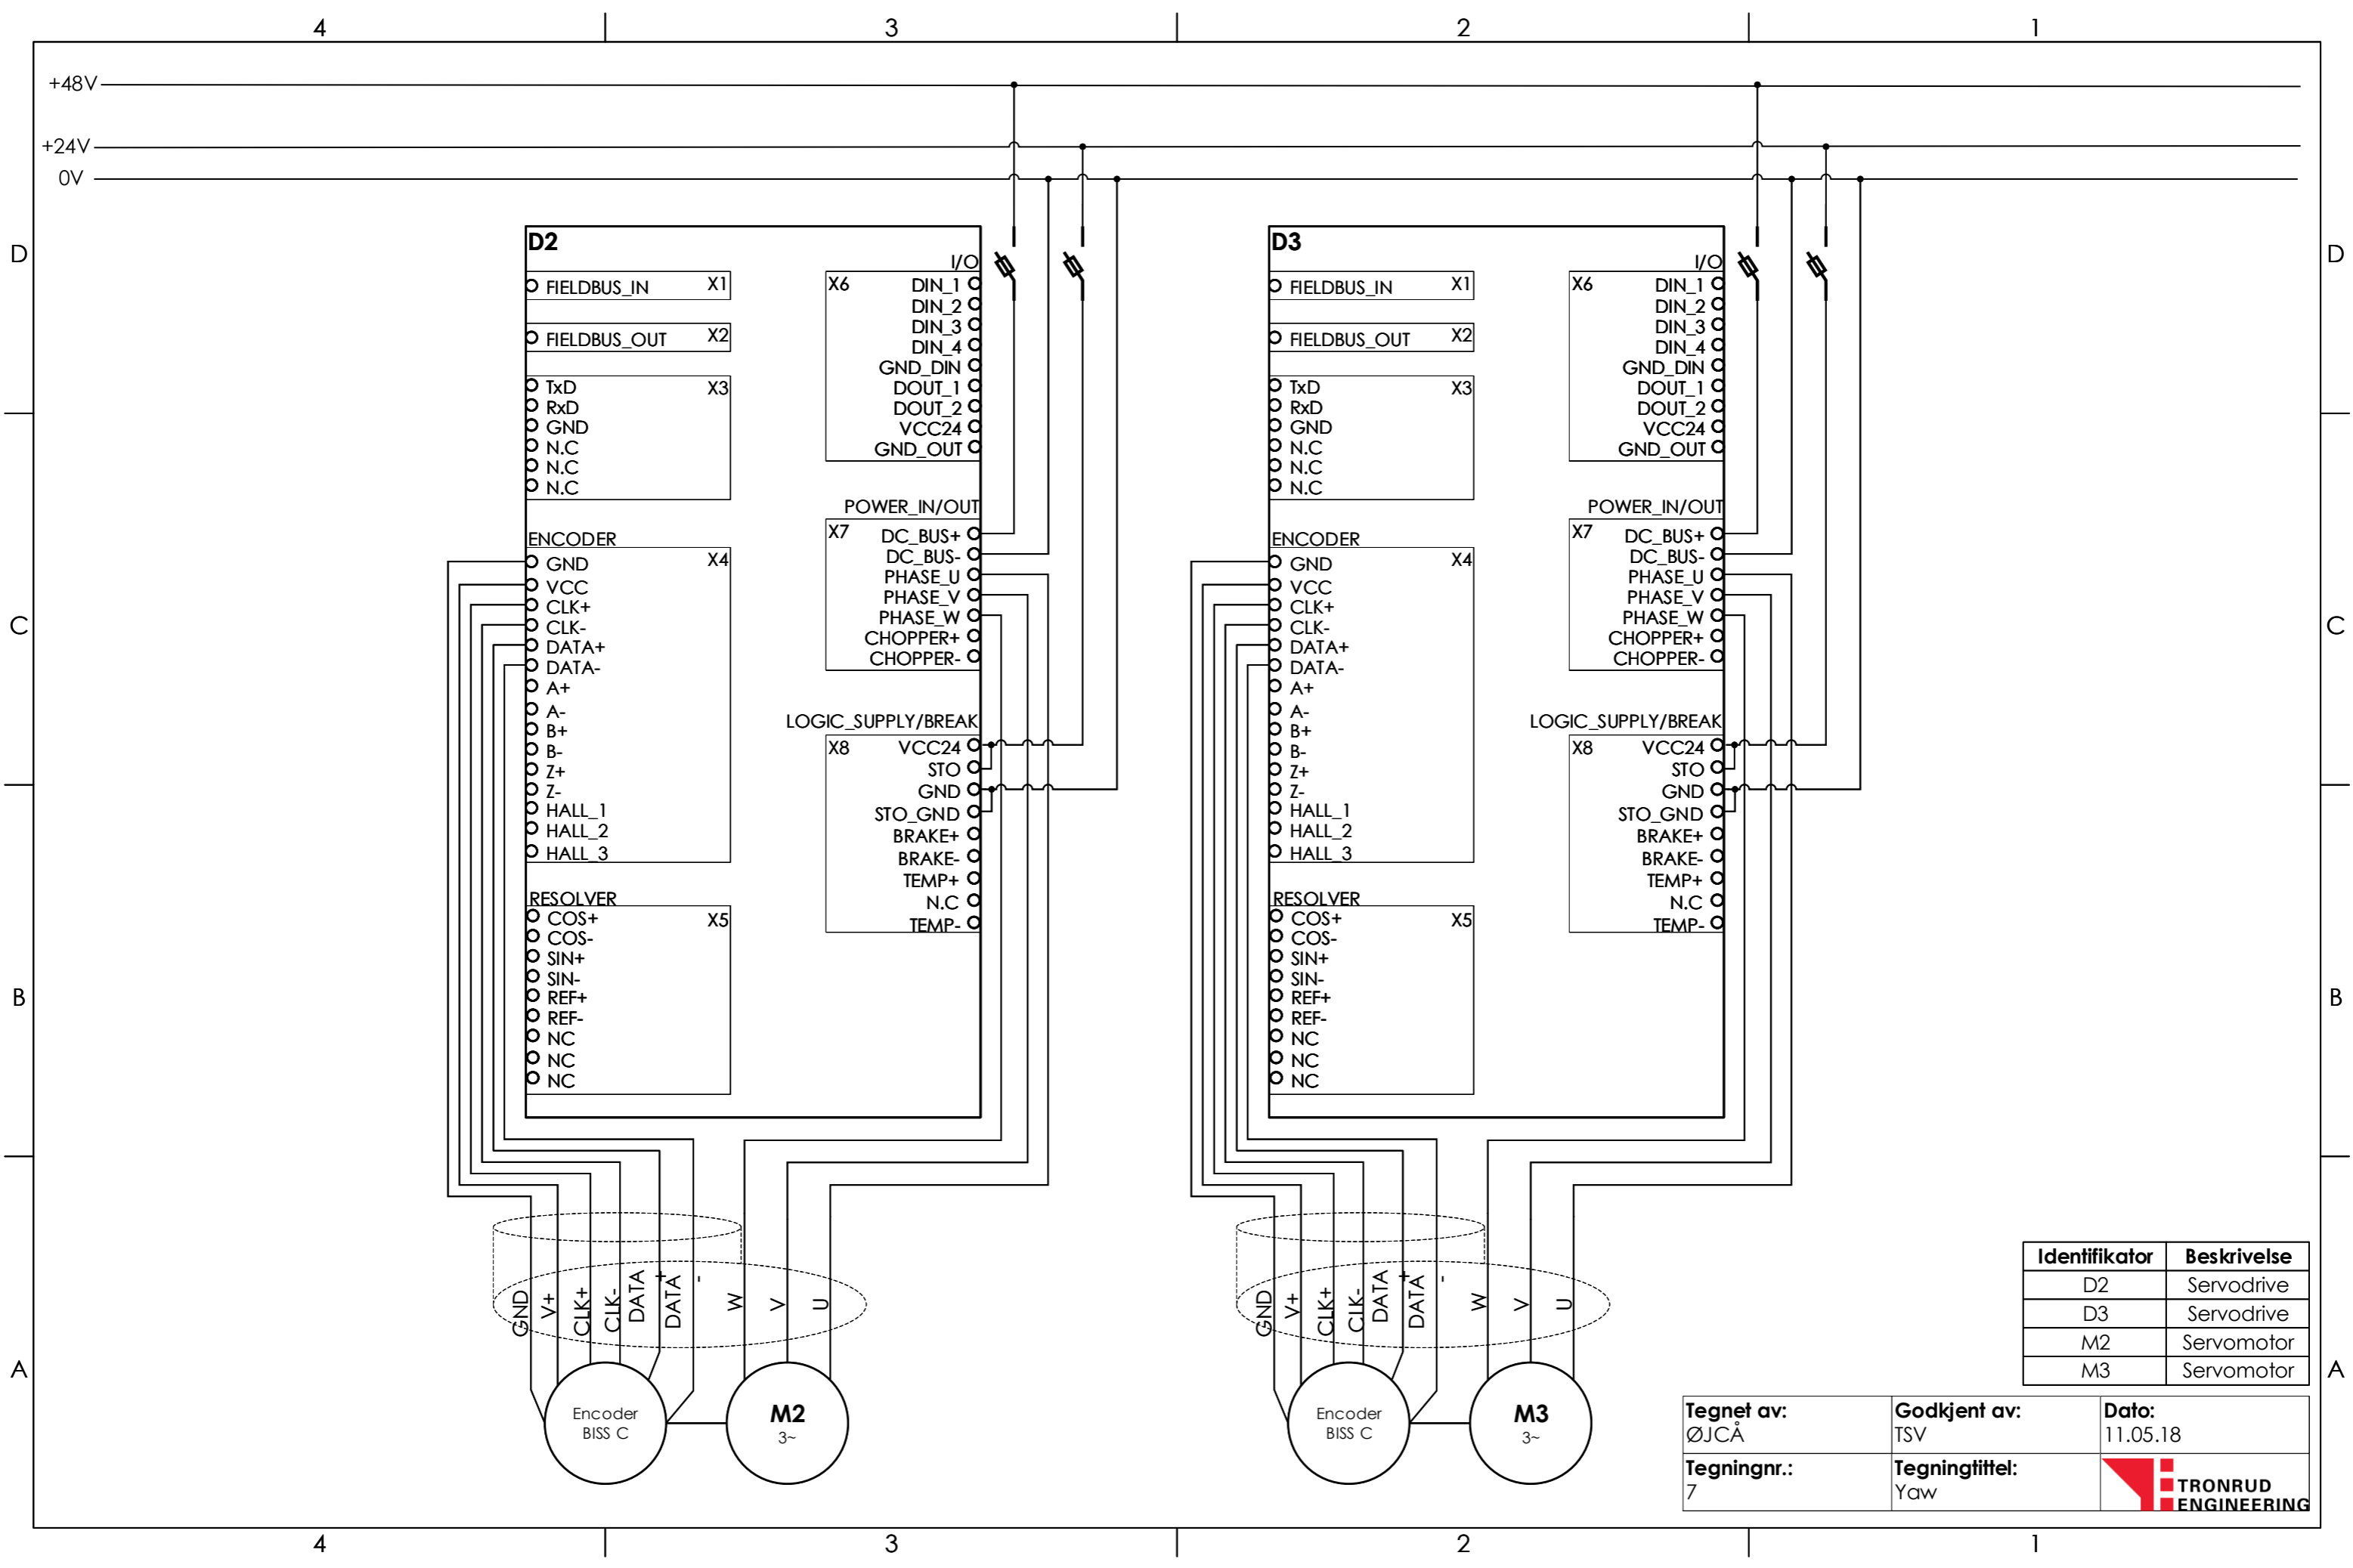 4 3 2 1
+48V
+24V
0V
D D
C C
B B
A A
D2
FIELDBUS_IN X1
FIELDBUS_OUT X2
X3
TxD
RxD
GND
N.C
N.C
N.C
ENCODER
X4
GND
VCC
CLK+
CLK-
DATA+
DATA-
A+
A-
B+
B-
Z+
Z-
HALL_1
HALL_2
HALL_3
RESOLVER
X5
COS+
COS-
SIN+
SIN-
REF+
REF-
NC
NC
NC
I/O
X6
DIN_1
DIN_2
DIN_3
DIN_4
GND_DIN
DOUT_1
DOUT_2
VCC24
GND_OUT
POWER_IN/OUT
X7
DC_BUS+
DC_BUS-
PHASE_U
PHASE_V
PHASE_W
CHOPPER+
CHOPPER-
LOGIC_SUPPLY/BREAK
X8
VCC24
STO
GND
STO_GND
BRAKE+
BRAKE-
TEMP+
N.C
TEMP-
GND
V+
CLK+
CLK-
DATA
+
DATA
-
W
V
U
Encoder
BISS C
M2
3~
D3
FIELDBUS_IN X1
FIELDBUS_OUT X2
X3
TxD
RxD
GND
N.C
N.C
N.C
ENCODER
X4
GND
VCC
CLK+
CLK-
DATA+
DATA-
A+
A-
B+
B-
Z+
Z-
HALL_1
HALL_2
HALL_3
RESOLVER
X5
COS+
COS-
SIN+
SIN-
REF+
REF-
NC
NC
NC
I/O
X6
DIN_1
DIN_2
DIN_3
DIN_4
GND_DIN
DOUT_1
DOUT_2
VCC24
GND_OUT
POWER_IN/OUT
X7
DC_BUS+
DC_BUS-
PHASE_U
PHASE_V
PHASE_W
CHOPPER+
CHOPPER-
LOGIC_SUPPLY/BREAK
X8
VCC24
STO
GND
STO_GND
BRAKE+
BRAKE-
TEMP+
N.C
TEMP-
GND
V+
CLK+
CLK-
DATA
+
DATA
-
W
V
U
Encoder
BISS C
M3
3~
Identifikator Beskrivelse
D2 Servodrive
D3 Servodrive
M2 Servomotor
M3 Servomotor
Tegnet av: Godkjent av: Dato:
ØJCÅ TSV 11.05.18
Tegningnr.: Tegningtittel:
7 Yaw
TRONRUD
ENGINEERING
4 3 2 1